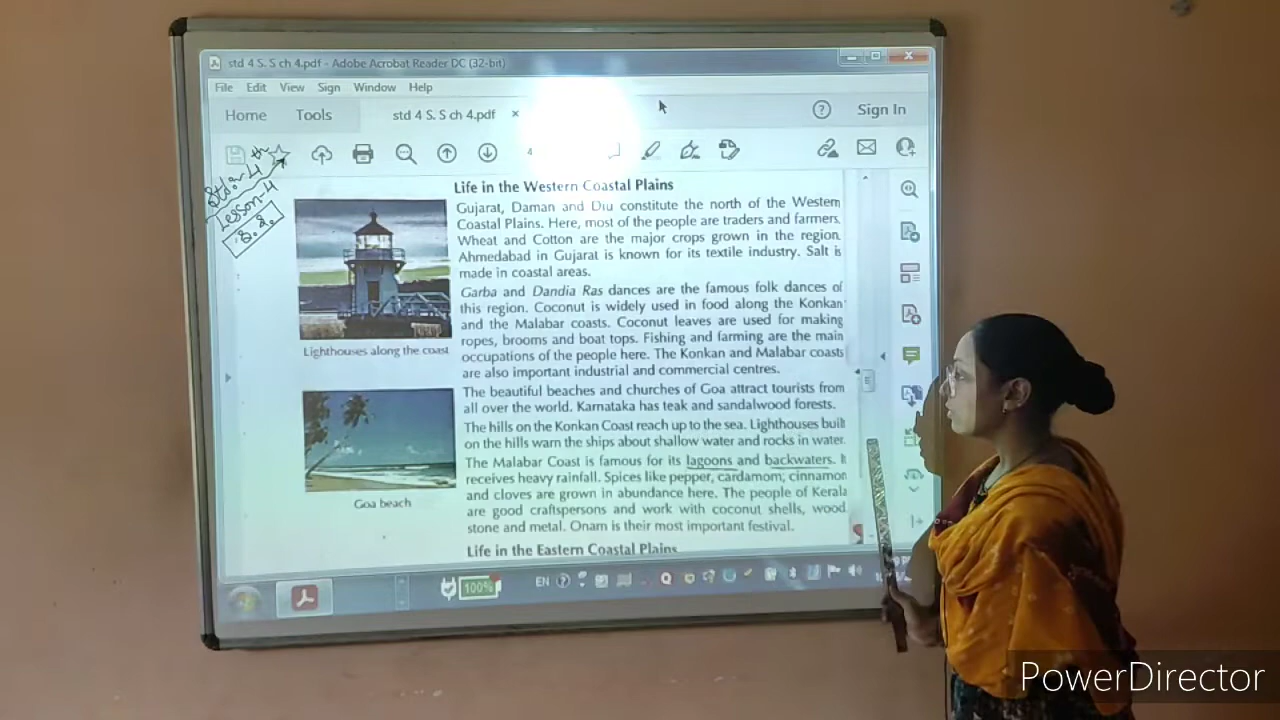 std 4 S. S ch 4.pdf - Adobe Acrobat Reader DC (32-bit)
File Edit View Sign Window Help
Home Tools std 4 S. S ch 4.pdf × ? Sign In
4
Std. 4th
Lesson-4
S. S.
Life in the Western Coastal Plains
Gujarat, Daman and Diu constitute the north of the Western
Coastal Plains. Here, most of the people are traders and farmers.
Wheat and Cotton are the major crops grown in the region.
Ahmedabad in Gujarat is known for its textile industry. Salt is
made in coastal areas.
Garba and Dandia Ras dances are the famous folk dances of
this region. Coconut is widely used in food along the Konkan
and the Malabar coasts. Coconut leaves are used for making
ropes, brooms and boat tops. Fishing and farming are the main
occupations of the people here. The Konkan and Malabar coasts
are also important industrial and commercial centres.
Lighthouses along the coast
The beautiful beaches and churches of Goa attract tourists from
all over the world. Karnataka has teak and sandalwood forests.
The hills on the Konkan Coast reach up to the sea. Lighthouses built
on the hills warn the ships about shallow water and rocks in water.
The Malabar Coast is famous for its lagoons and backwaters. It
receives heavy rainfall. Spices like pepper, cardamom, cinnamon
and cloves are grown in abundance here. The people of Kerala
are good craftspersons and work with coconut shells, wood,
stone and metal. Onam is their most important festival.
Goa beach
Life in the Eastern Coastal Plains
100%
EN
PowerDirector